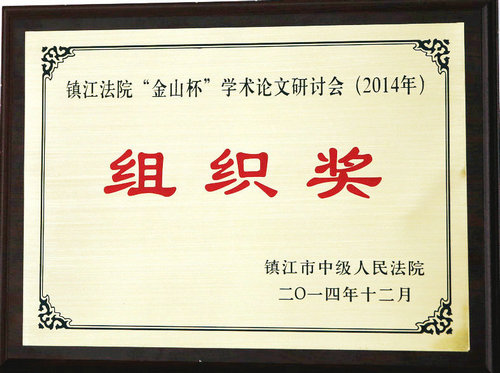 镇江法院“金山杯”学术论文研讨会(2014年)
组织奖
镇江市中级人民法院
二〇一四年十二月